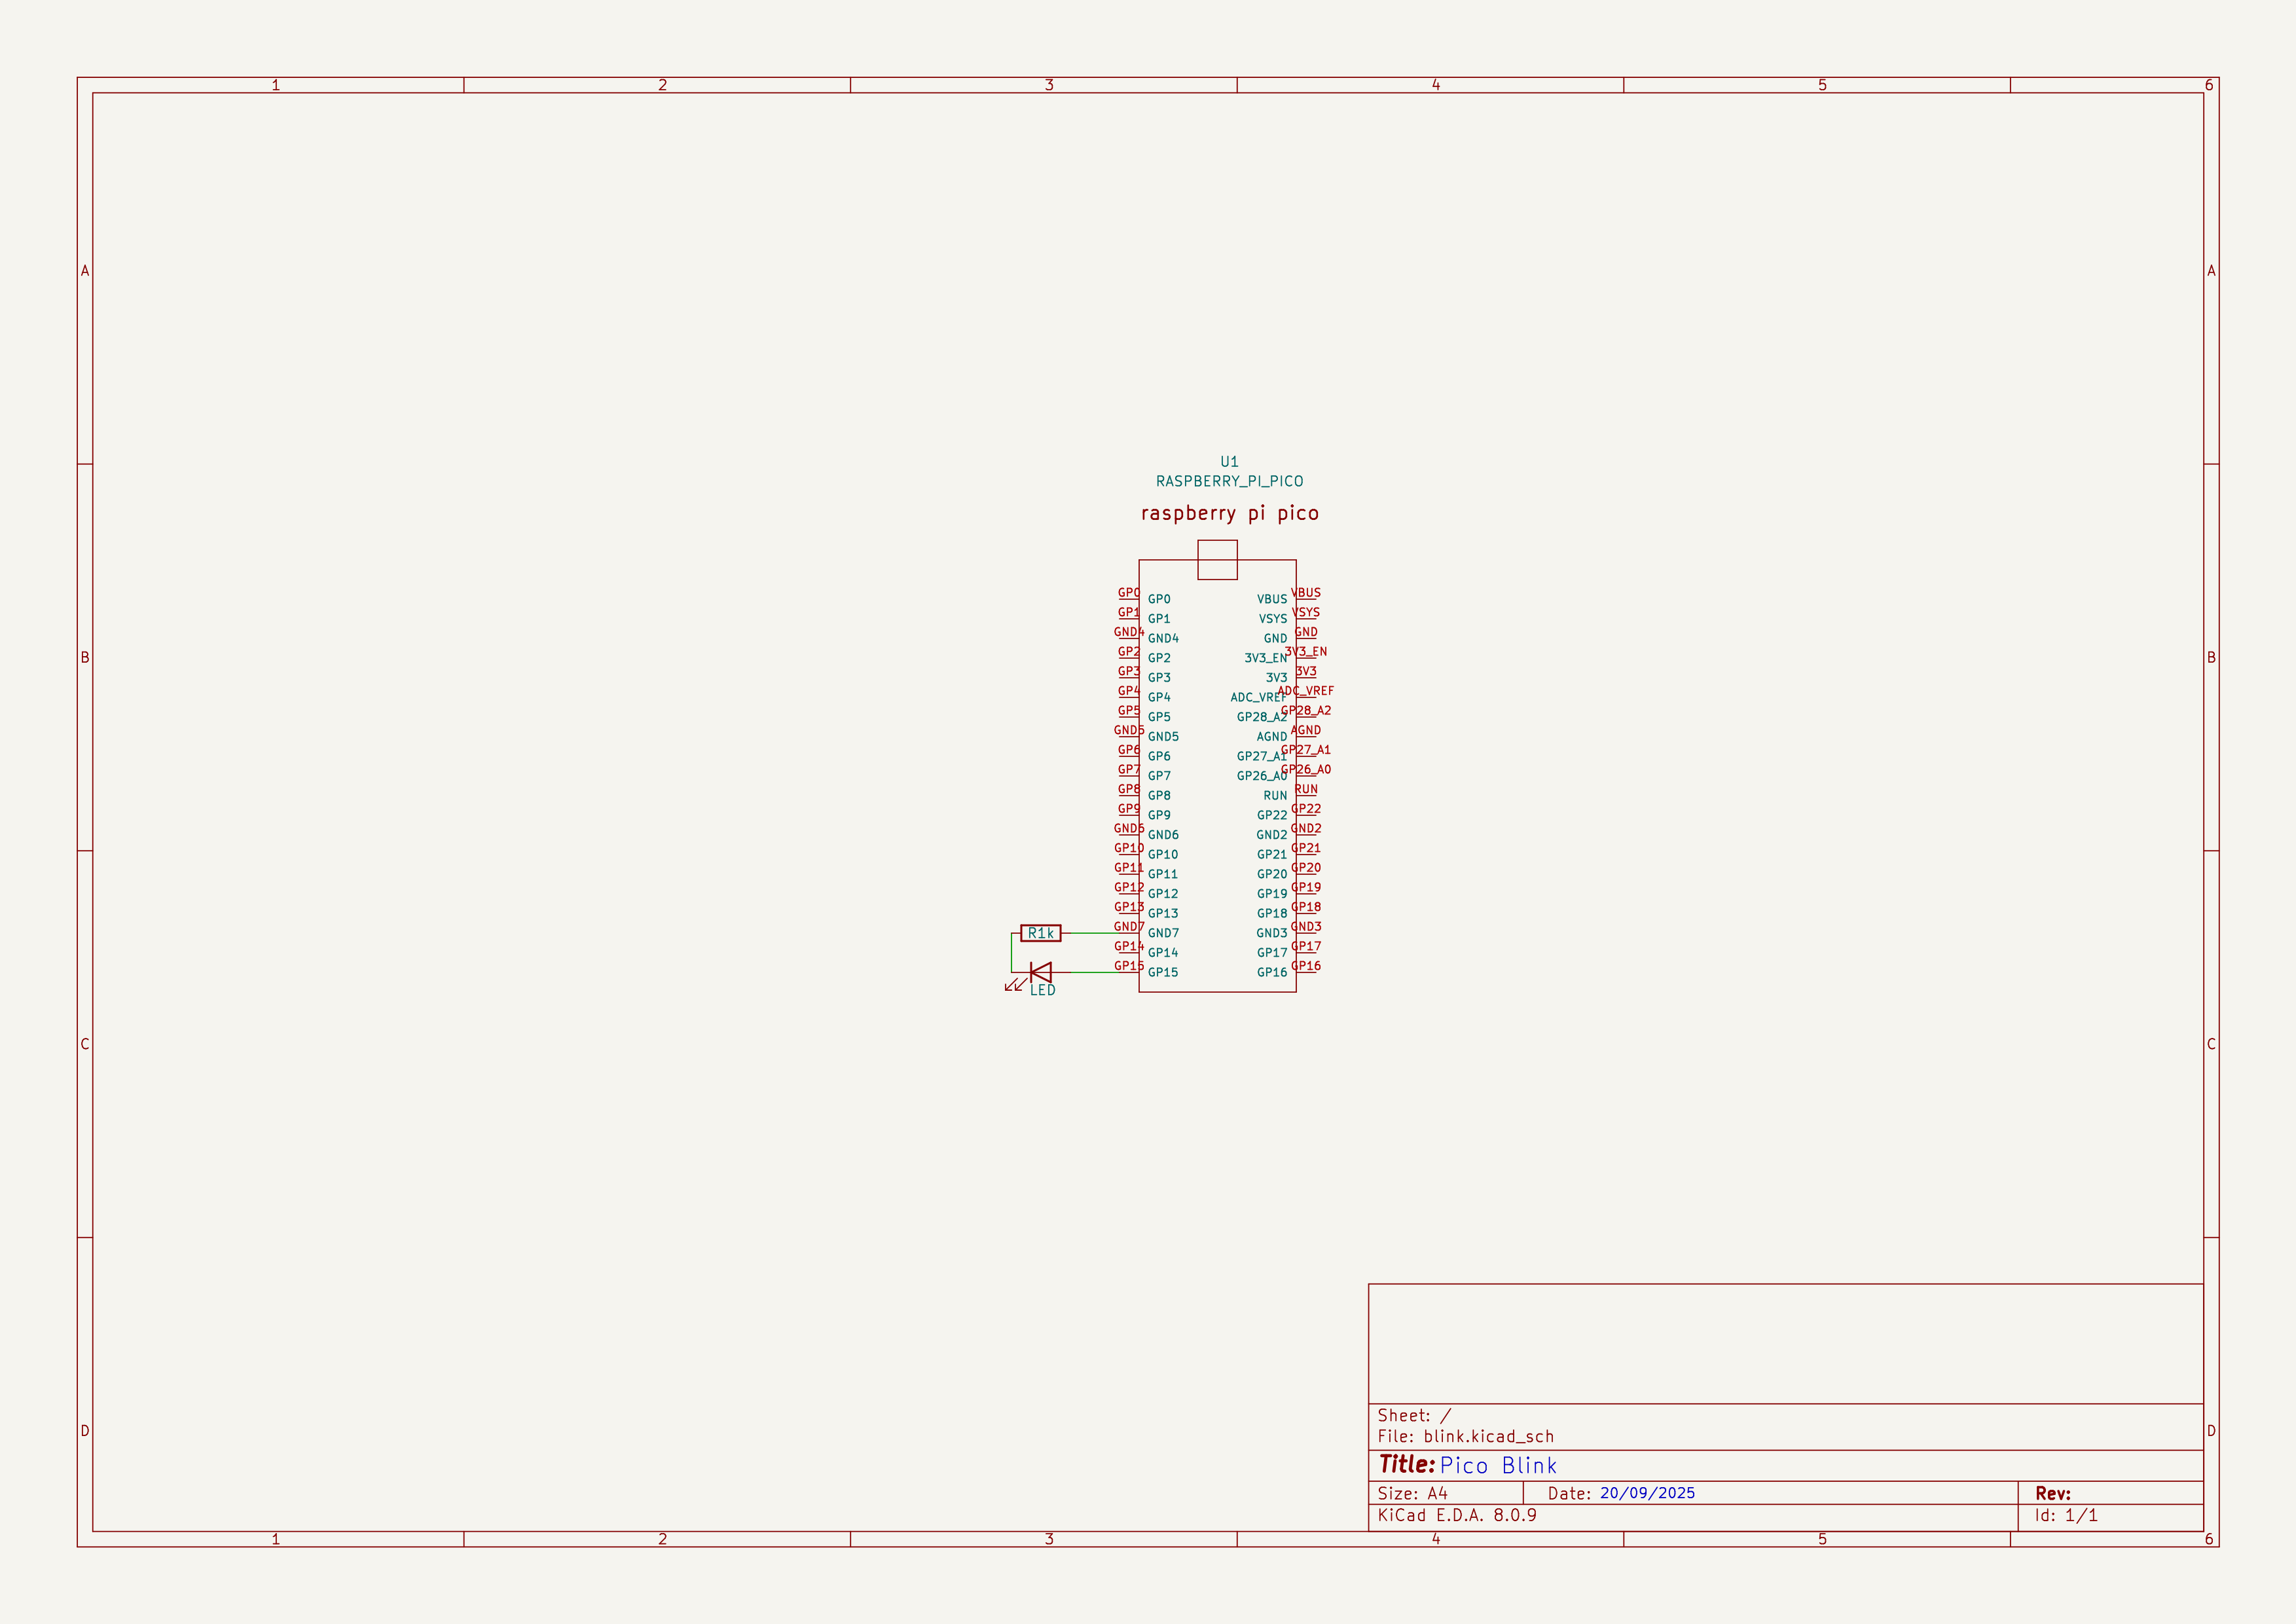 1 2 3 4 5 6
A A
U1
RASPBERRY_PI_PICO
raspberry pi pico
GP0 GP0 VBUS VBUS
GP1 GP1 VSYS VSYS
GND4 GND4 GND GND
GP2 GP2 3V3_EN 3V3_EN
B B
GP3 GP3 3V3 3V3
GP4 GP4 ADC_VREF ADC_VREF
GP5 GP5 GP28_A2 GP28_A2
GND5 GND5 AGND AGND
GP6 GP6 GP27_A1 GP27_A1
GP7 GP7 GP26_A0 GP26_A0
GP8 GP8 RUN RUN
GP9 GP9 GP22 GP22
GND6 GND6 GND2 GND2
GP10 GP10 GP21 GP21
GP11 GP11 GP20 GP20
GP12 GP12 GP19 GP19
GP13 GP13 GP18 GP18
R1k GND7 GND7 GND3 GND3
GP14 GP14 GP17 GP17
GP15 GP15 GP16 GP16
LED
C C
Sheet: /
D D
File: blink.kicad_sch
Title: Pico Blink
Size: A4 Date: 20/09/2025 Rev:
KiCad E.D.A. 8.0.9 Id: 1/1
1 2 3 4 5 6